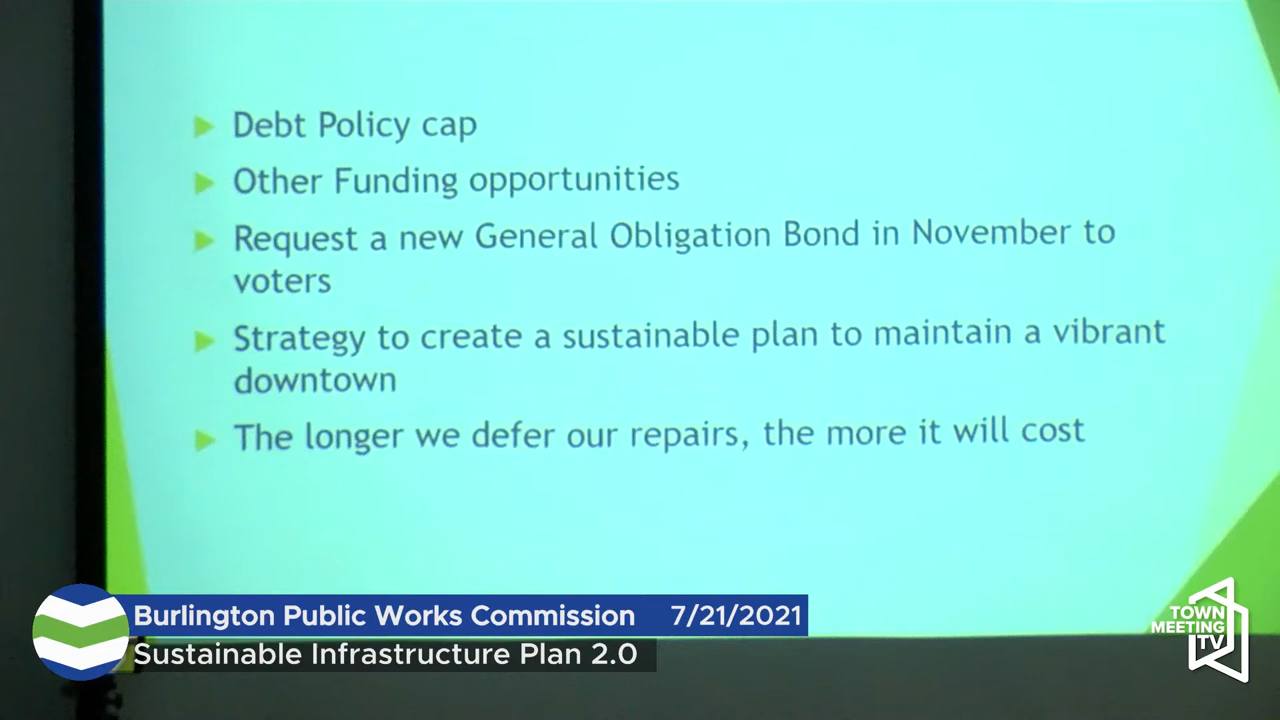 Debt Policy cap
Other Funding opportunities
Request a new General Obligation Bond in November to
voters
Strategy to create a sustainable plan to maintain a vibrant
downtown
The longer we defer our repairs, the more it will cost
Burlington Public Works Commission 7/21/2021
Sustainable Infrastructure Plan 2.0
TOWN
MEETING
TV